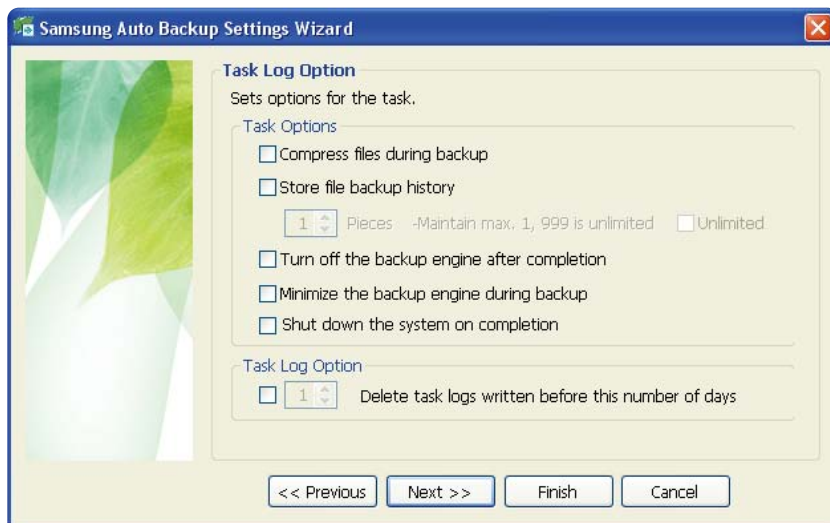 Samsung Auto Backup Settings Wizard
Task Log Option
Sets options for the task.
Task Options
Compress files during backup
Store file backup history
1 Pieces -Maintain max. 1, 999 is unlimited Unlimited
Turn off the backup engine after completion
Minimize the backup engine during backup
Shut down the system on completion
Task Log Option
1 Delete task logs written before this number of days
<< Previous Next >> Finish Cancel